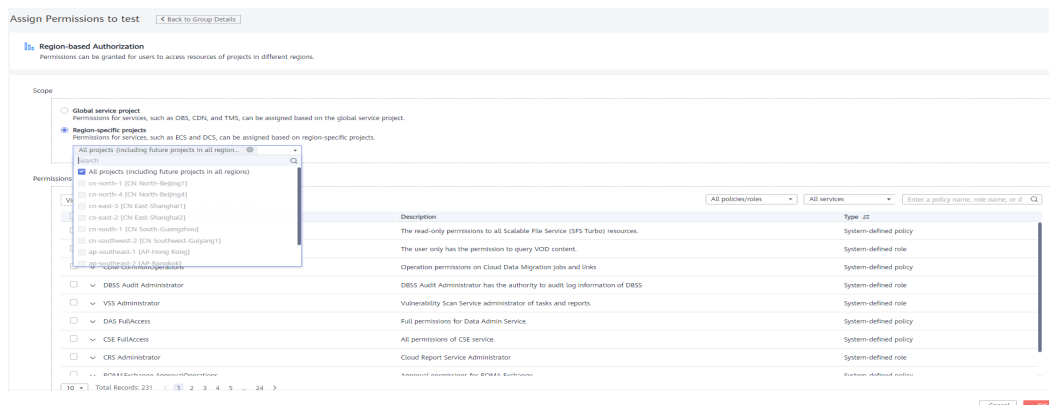 Assign Permissions to test
< Back to Group Details
Region-based Authorization
Permissions can be granted for users to access resources of projects in different regions.
Scope
Global service project
Permissions for services, such as OBS, CDN, and TMS, can be assigned based on the global service project.
Region-specific projects
Permissions for services, such as ECS and DCS, can be assigned based on region-specific projects.
All projects (including future projects in all region...
Search
All projects (including future projects in all regions)
cn-north-1 [CN North-Beijing1]
cn-north-4 [CN North-Beijing4]
cn-east-3 [CN East-Shanghai1]
cn-east-2 [CN East-Shanghai2]
cn-south-1 [CN South-Guangzhou]
cn-southwest-2 [CN Southwest-Guiyang1]
ap-southeast-1 [AP-Hong Kong]
ap-southeast-2 [AP-Bangkok]
Permissions
All policies/roles
All services
Enter a policy name, role name, or d
Description
Type
The read-only permissions to all Scalable File Service (SFS Turbo) resources.
System-defined policy
The user only has the permission to query VOD content.
System-defined role
CDM CommonOperations
Operation permissions on Cloud Data Migration jobs and links
System-defined policy
DBSS Audit Administrator
DBSS Audit Administrator has the authority to audit log information of DBSS
System-defined role
VSS Administrator
Vulnerability Scan Service administrator of tasks and reports.
System-defined role
DAS FullAccess
Full permissions for Data Admin Service.
System-defined policy
CSE FullAccess
All permissions of CSE service.
System-defined policy
CRS Administrator
Cloud Report Service Administrator
System-defined role
ROMAExchange ApprovalOperations
Approval permissions for ROMA Exchange
System-defined policy
10
Total Records: 231
< 1 2 3 4 5 ... 24 >
Cancel